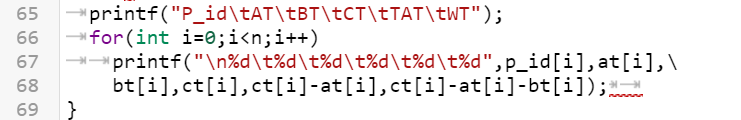 65 printf("P_id\tAT\tBT\tCT\tTAT\tWT");
66 for(int i=0;i<n;i++)
67 printf("\n%d\t%d\t%d\t%d\t%d\t%d",p_id[i],at[i],\
68 bt[i],ct[i],ct[i]-at[i],ct[i]-at[i]-bt[i]);
69 }